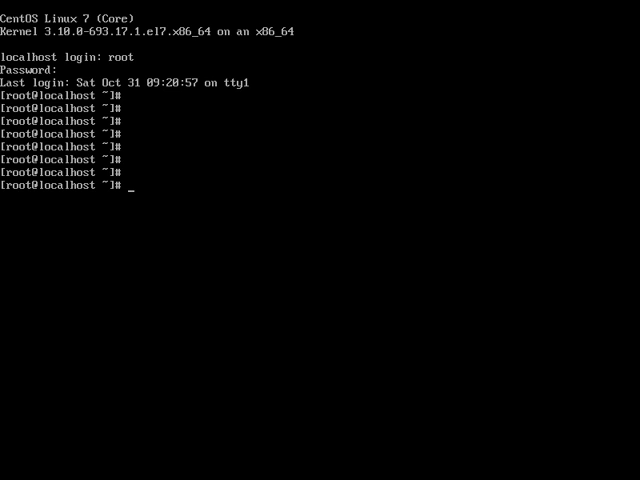 CentOS Linux 7 (Core)
Kernel 3.10.0-693.17.1.el7.x86_64 on an x86_64
localhost login: root
Password:
Last login: Sat Oct 31 09:20:57 on tty1
[root@localhost ~]#
[root@localhost ~]#
[root@localhost ~]#
[root@localhost ~]#
[root@localhost ~]#
[root@localhost ~]#
[root@localhost ~]#
[root@localhost ~]# _